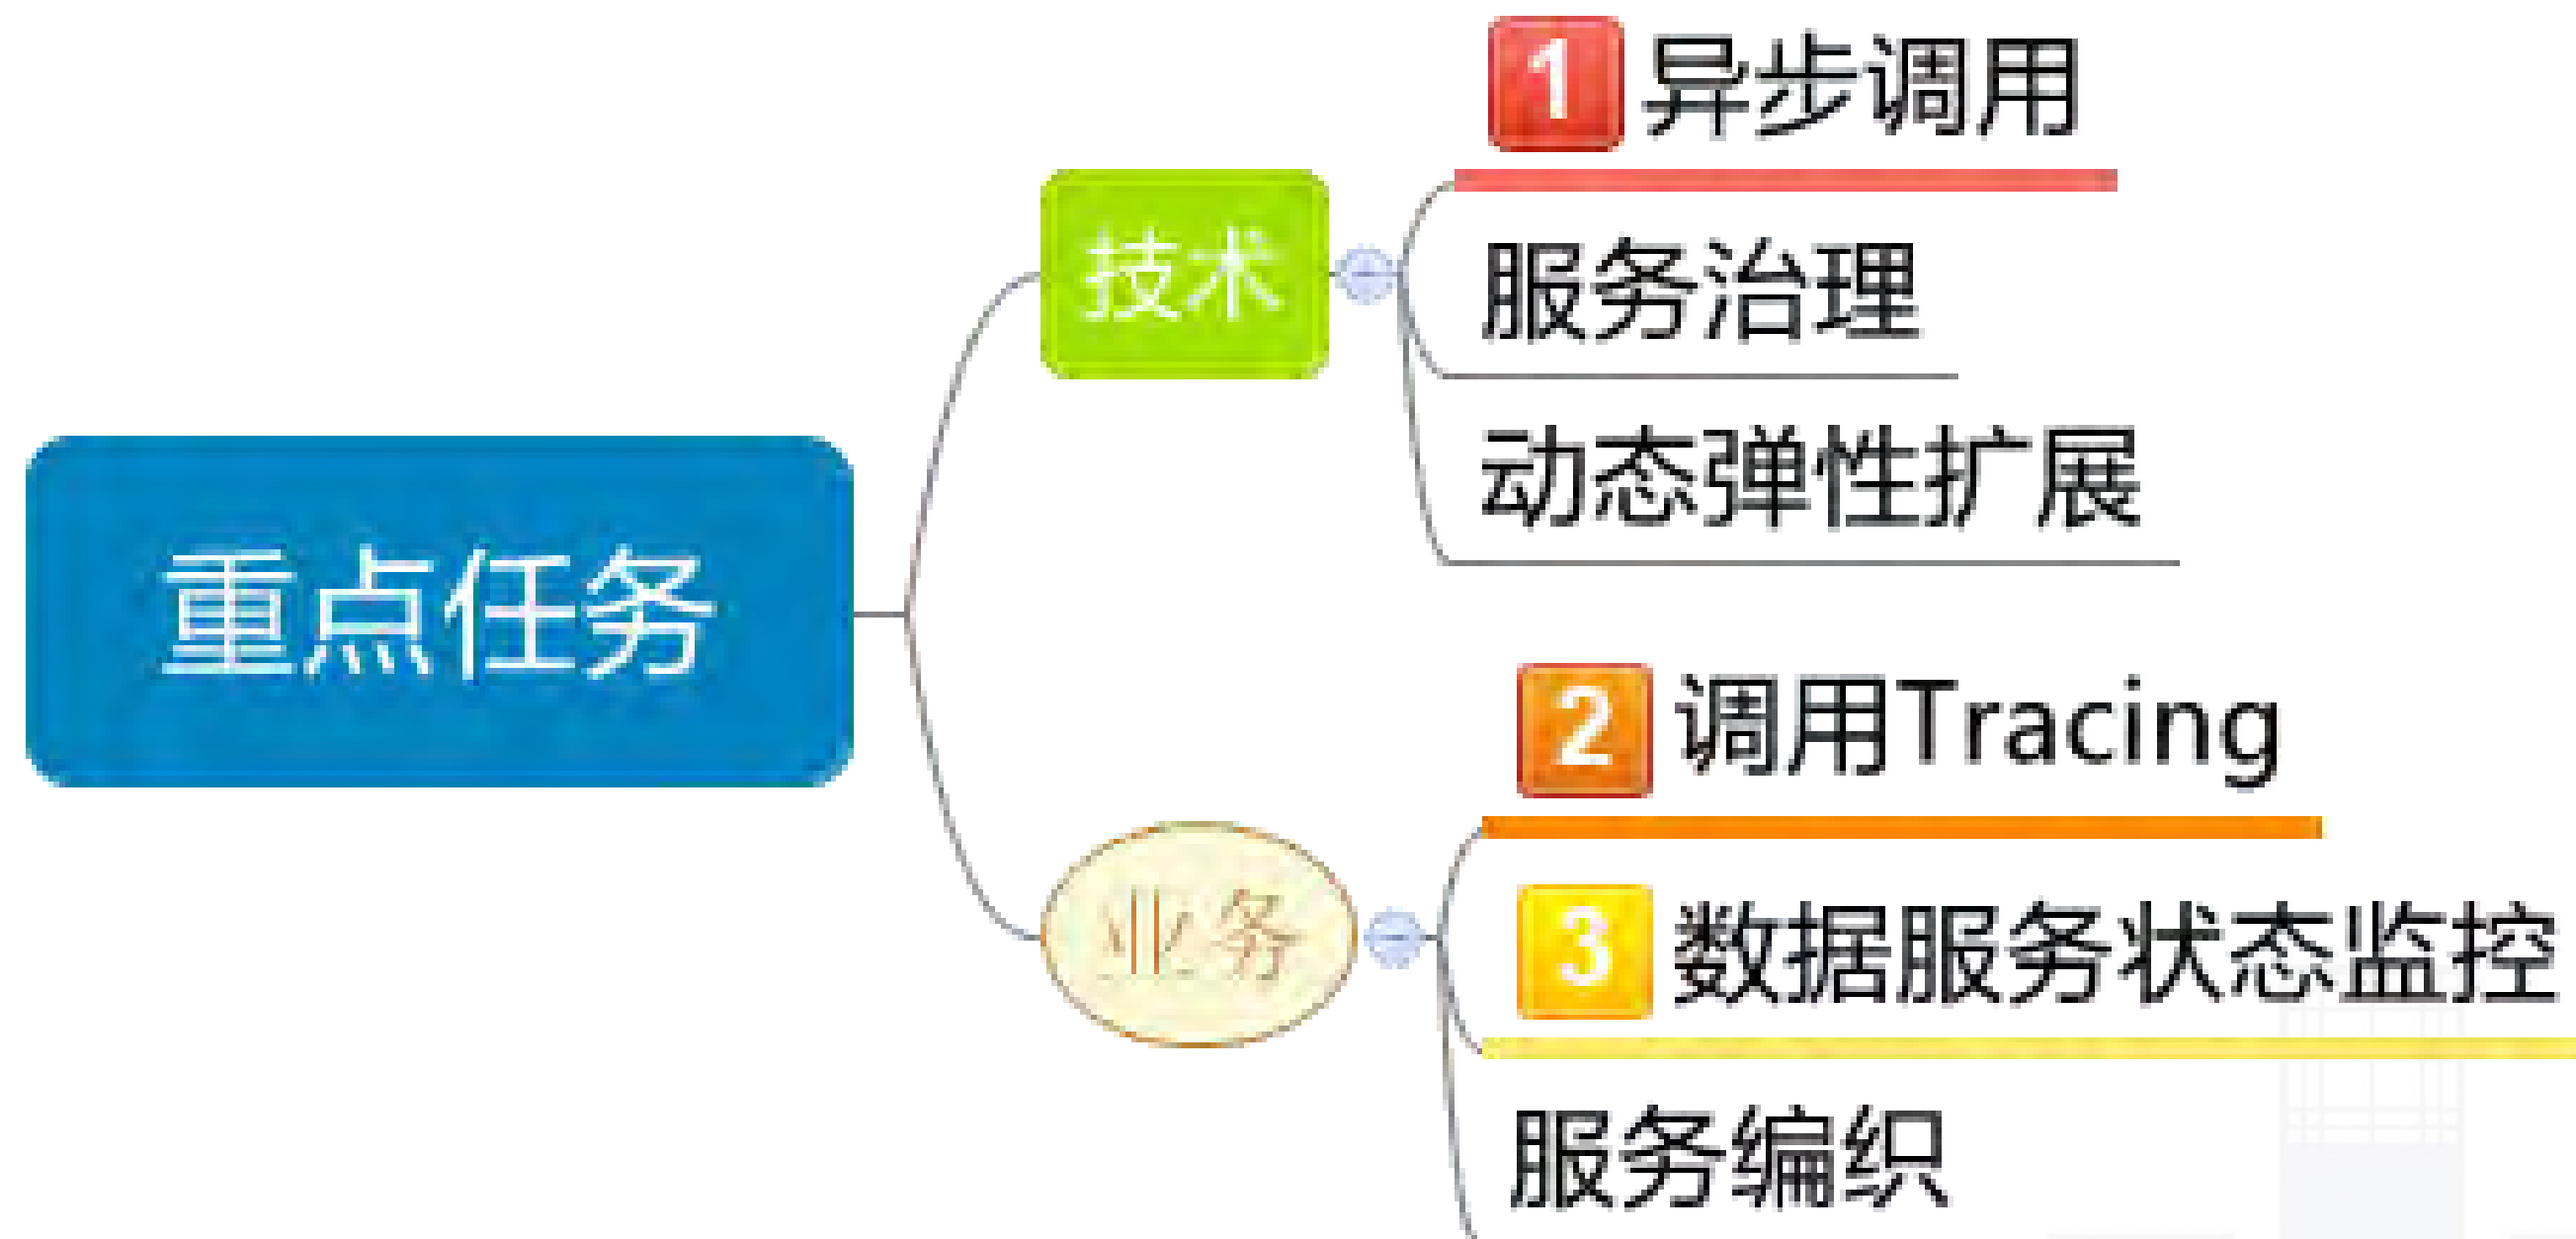 1 异步调用
技术
服务治理
动态弹性扩展
重点任务
2 调用Tracing
业务
3 数据服务状态监控
服务编织